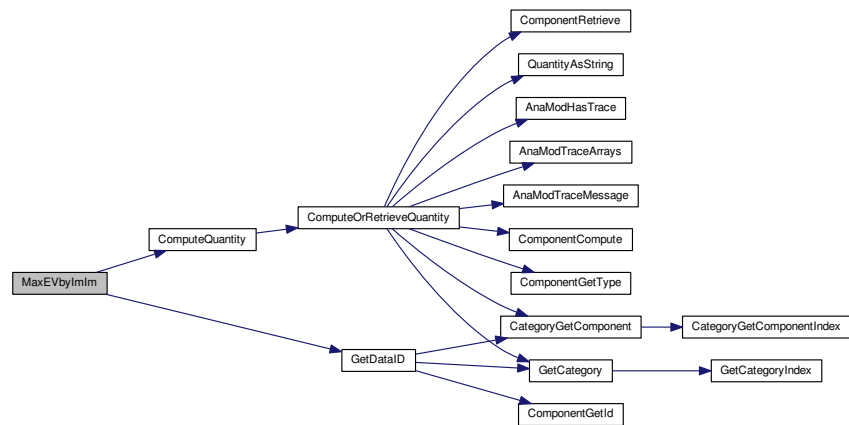 ComponentRetrieve
QuantityAsString
AnaModHasTrace
AnaModTraceArrays
AnaModTraceMessage
ComputeOrRetrieveQuantity
ComputeQuantity
ComponentCompute
MaxEVbyImIm
ComponentGetType
CategoryGetComponent
CategoryGetComponentIndex
GetDataID
GetCategory
GetCategoryIndex
ComponentGetId